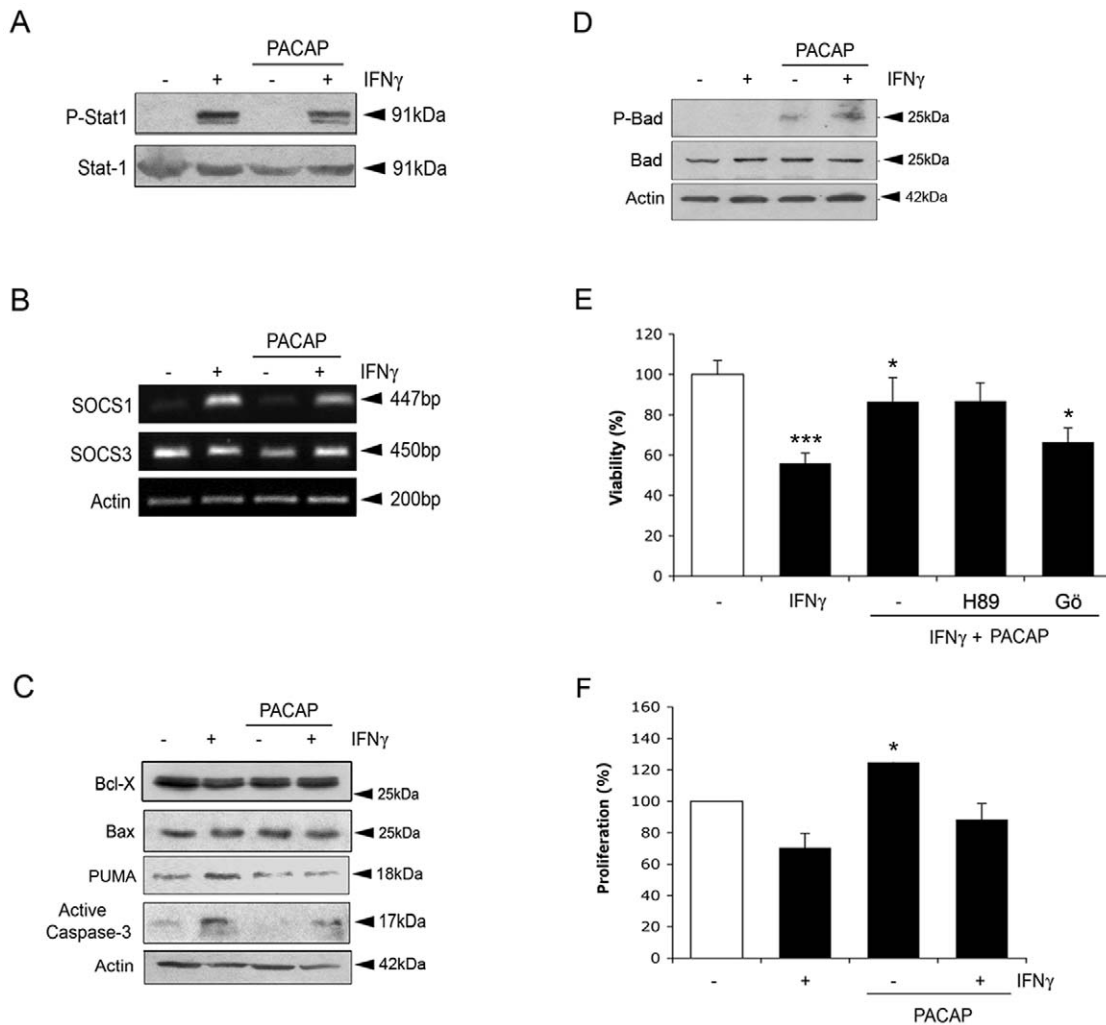 A
PACAP
- + - + IFNγ
P-Stat1 91kDa
Stat-1 91kDa
B
PACAP
- + - + IFNγ
SOCS1 447bp
SOCS3 450bp
Actin 200bp
C
PACAP
- + - + IFNγ
Bcl-X 25kDa
Bax 25kDa
PUMA 18kDa
Active
Caspase-3 17kDa
Actin 42kDa
D
PACAP
- + - + IFNγ
P-Bad 25kDa
Bad 25kDa
Actin 42kDa
E
Viability (%)
120
100
80
60
40
20
0
***
*
*
- IFNγ - H89 Gö
IFNγ + PACAP
F
Proliferation (%)
160
140
120
100
80
60
40
20
0
*
- + - + IFNγ
PACAP